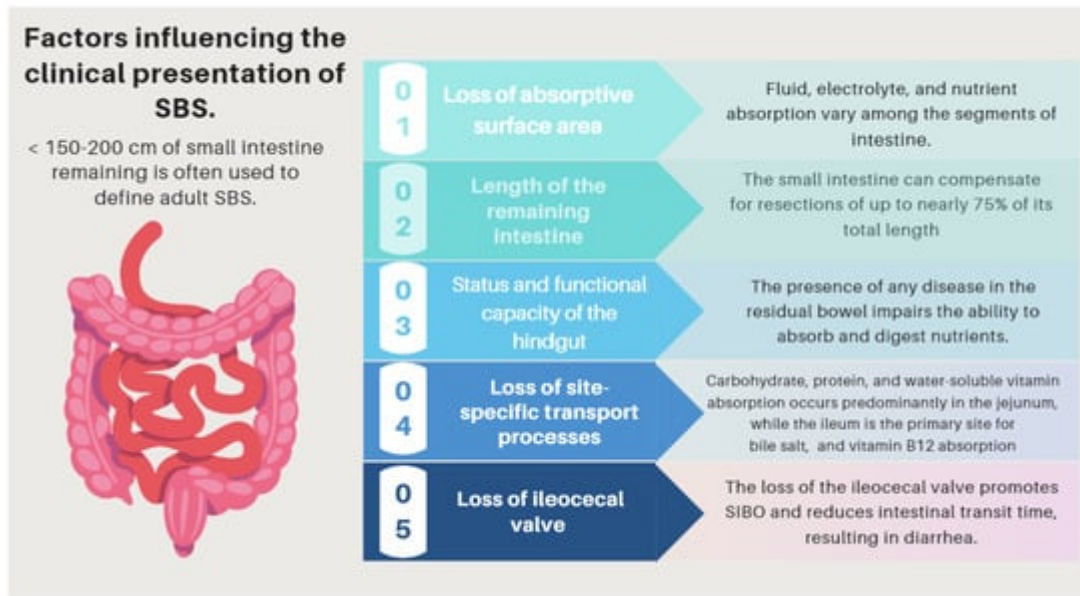 Factors influencing the
clinical presentation of
SBS.
< 150-200 cm of small intestine
remaining is often used to
define adult SBS.
0
1
Loss of absorptive
surface area
Fluid, electrolyte, and nutrient
absorption vary among the segments of
intestine.
0
2
Length of the
remaining
intestine
The small intestine can compensate
for resections of up to nearly 75% of its
total length
0
3
Status and functional
capacity of the
hindgut
The presence of any disease in the
residual bowel impairs the ability to
absorb and digest nutrients.
0
4
Loss of site-
specific transport
processes
Carbohydrate, protein, and water-soluble vitamin
absorption occurs predominantly in the jejunum,
while the ileum is the primary site for
bile salt, and vitamin B12 absorption
0
5
Loss of ileocecal
valve
The loss of the ileocecal valve promotes
SIBO and reduces intestinal transit time,
resulting in diarrhea.